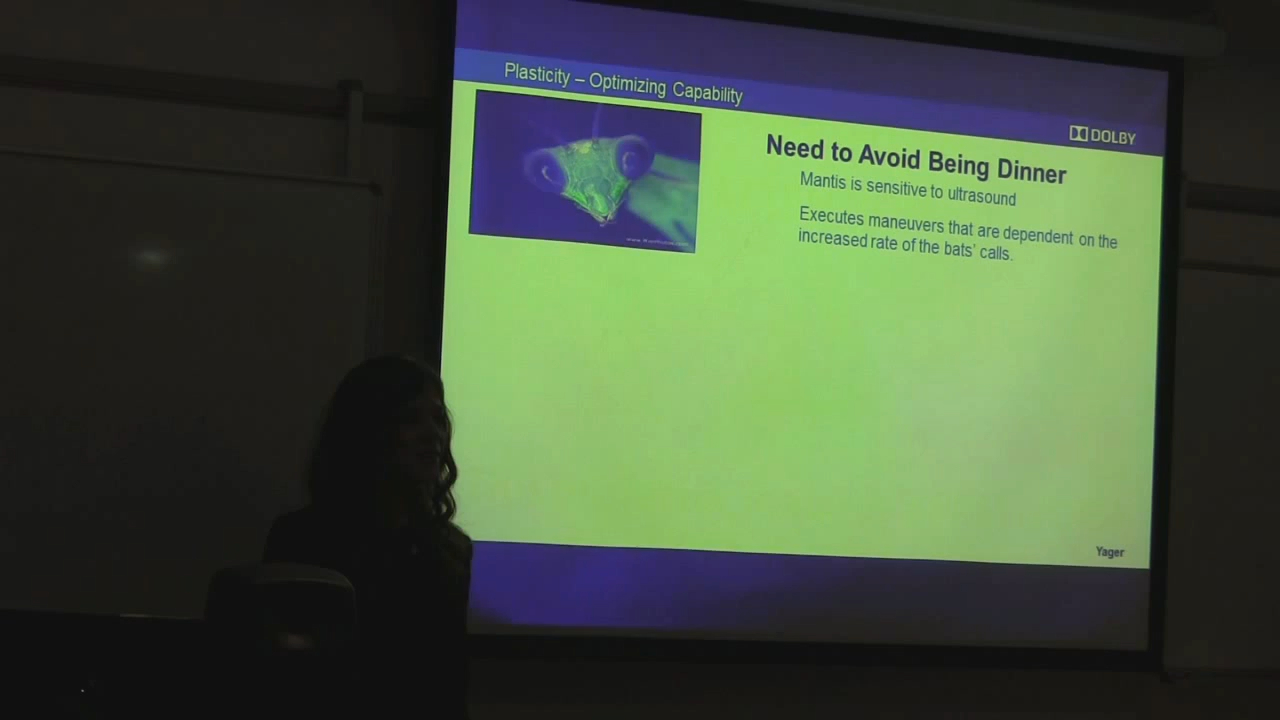 Plasticity – Optimizing Capability
DOLBY
Need to Avoid Being Dinner
Mantis is sensitive to ultrasound
Executes maneuvers that are dependent on the
increased rate of the bats' calls.
Yager